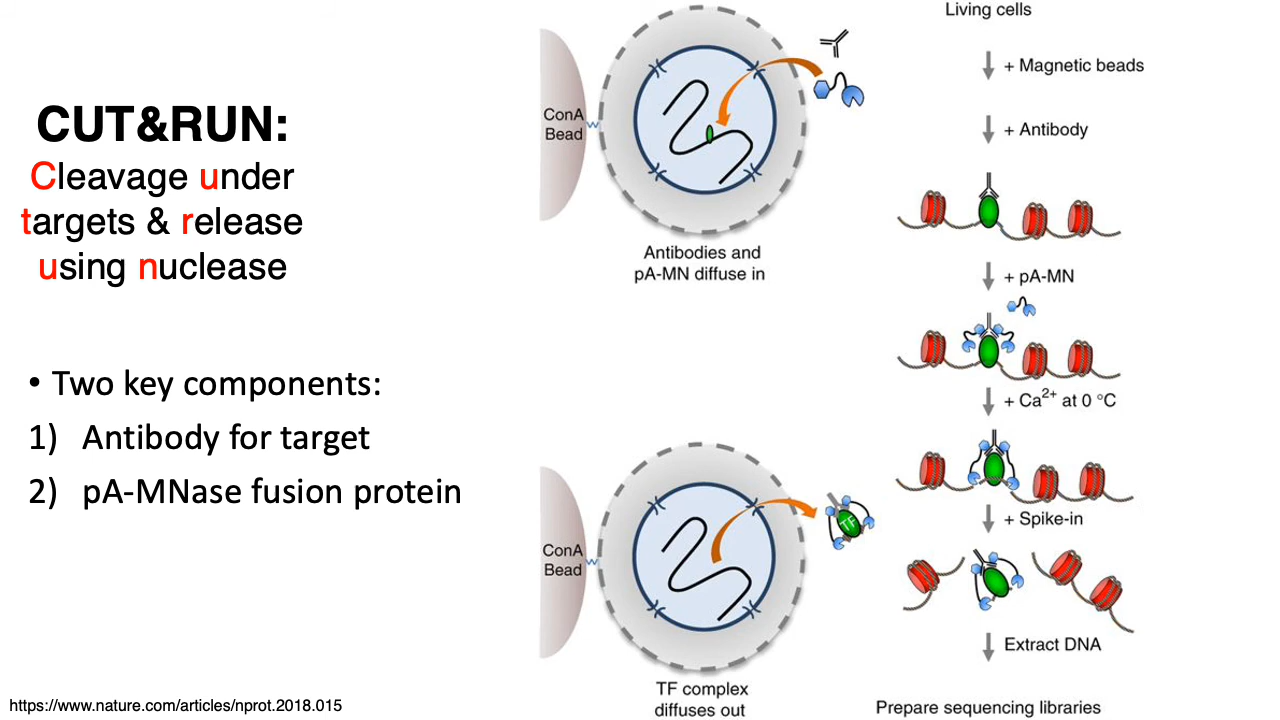 CUT&RUN:
Cleavage under
targets & release
using nuclease
• Two key components:
1) Antibody for target
2) pA-MNase fusion protein
https://www.nature.com/articles/nprot.2018.015
ConA
Bead
Antibodies and
pA-MN diffuse in
ConA
Bead
TF
TF complex
diffuses out
Living cells
+ Magnetic beads
+ Antibody
+ pA-MN
+ Ca2+ at 0 °C
+ Spike-in
Extract DNA
Prepare sequencing libraries